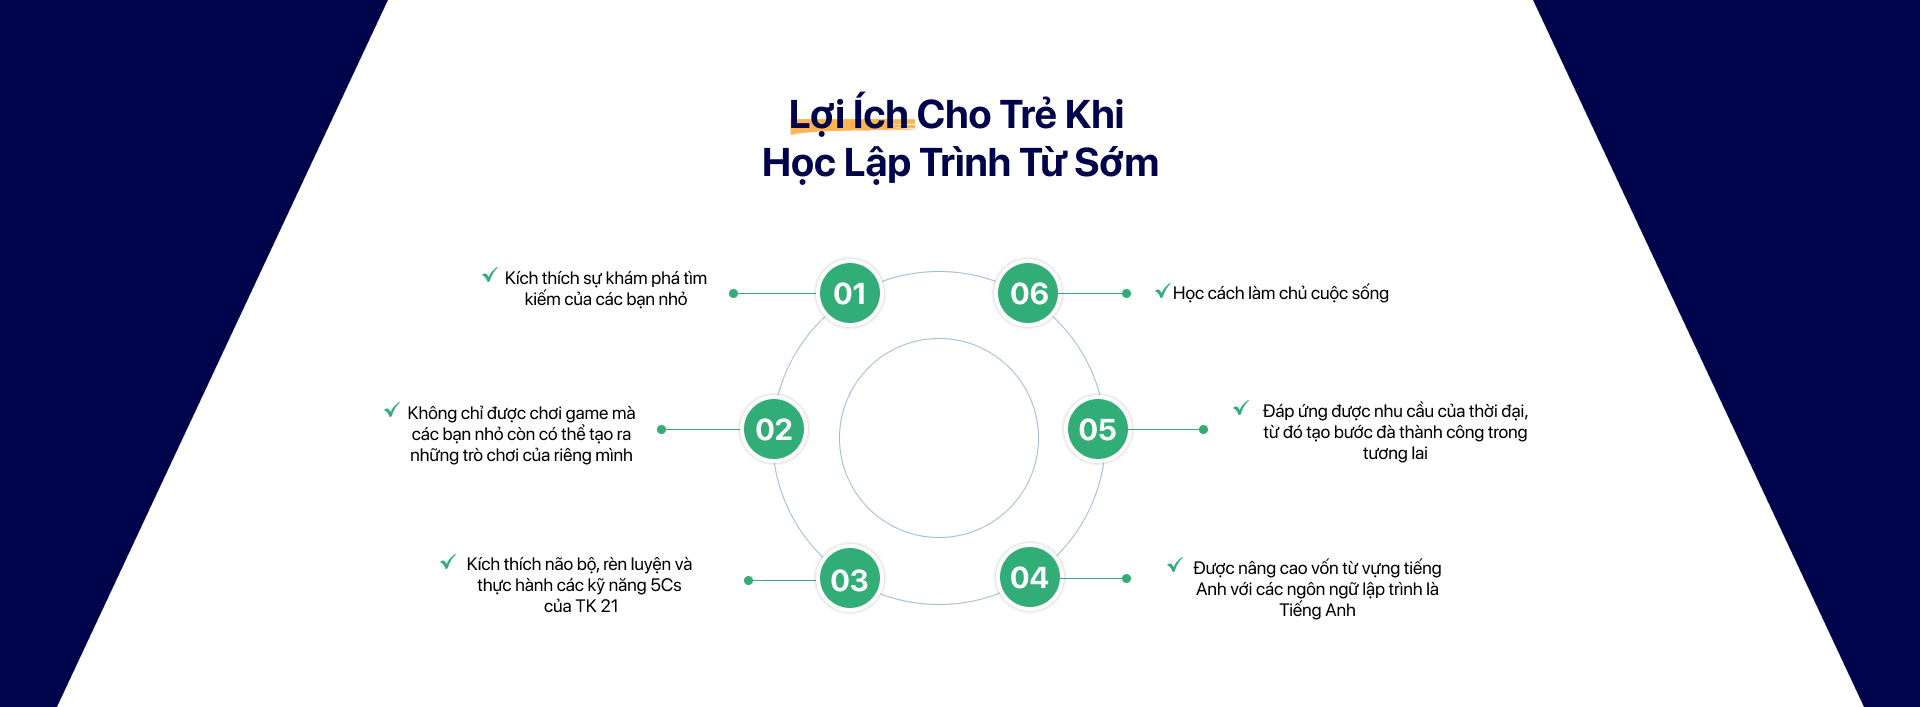 Lợi Ích Cho Trẻ Khi
Học Lập Trình Từ Sớm
01
Kích thích sự khám phá tìm
kiếm của các bạn nhỏ
02
Không chỉ được chơi game mà
các bạn nhỏ còn có thể tạo ra
những trò chơi của riêng mình
03
Kích thích não bộ, rèn luyện và
thực hành các kỹ năng 5Cs
của TK 21
04
Được nâng cao vốn từ vựng tiếng
Anh với các ngôn ngữ lập trình là
Tiếng Anh
05
Đáp ứng được nhu cầu của thời đại,
từ đó tạo bước đà thành công trong
tương lai
06
Học cách làm chủ cuộc sống